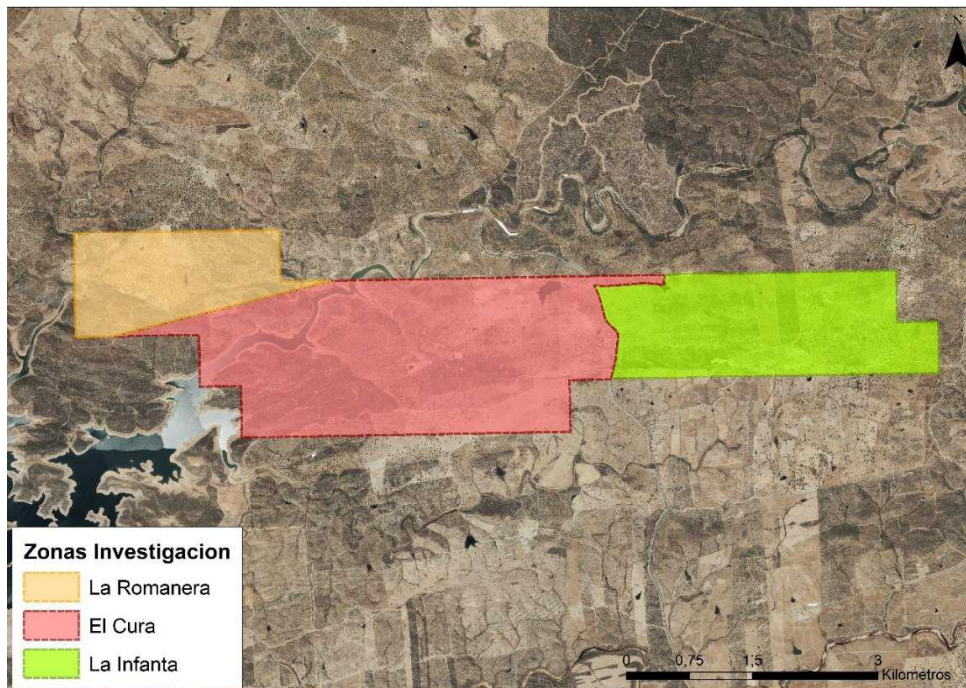 N
Zonas Investigacion
La Romanera
El Cura
La Infanta
0 0,75 1,5 3
Kilometros